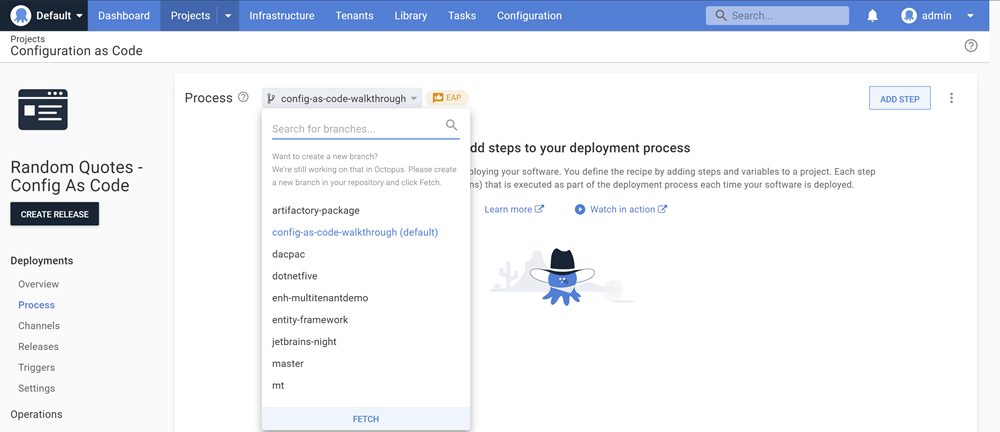 Default Dashboard Projects Infrastructure Tenants Library Tasks Configuration Search... admin
Projects
Configuration as Code
Random Quotes -
Config As Code
CREATE RELEASE
Deployments
Overview
Process
Channels
Releases
Triggers
Settings
Operations
Process config-as-code-walkthrough EAP ADD STEP
Search for branches...
Want to create a new branch?
We're still working on that in Octopus. Please create
a new branch in your repository and click Fetch.
artifactory-package
config-as-code-walkthrough (default)
dacpac
dotnetfive
enh-multitenantdemo
entity-framework
jetbrains-night
master
mt
FETCH
dd steps to your deployment process
ploying your software. You define the recipe by adding steps and variables to a project. Each step
ns) that is executed as part of the deployment process each time your software is deployed.
Learn more Watch in action